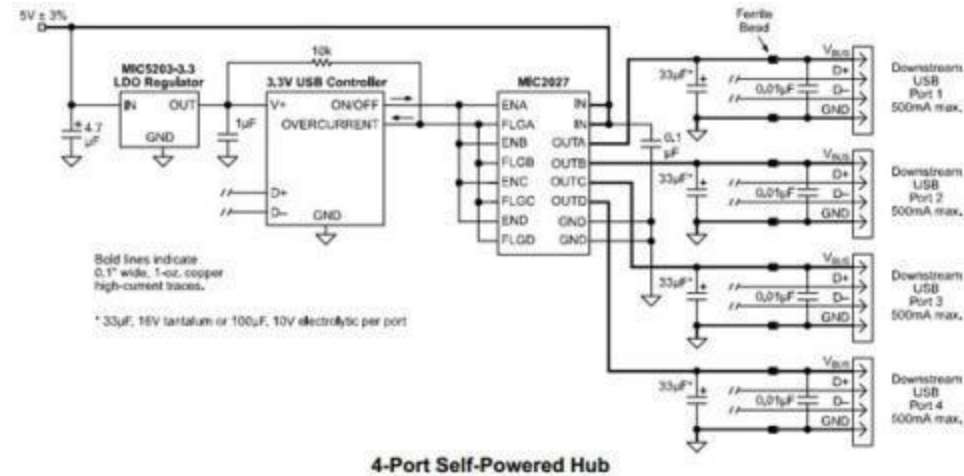 5V ± 3%
MIC5203-3.3
LDO Regulator
IN OUT
GND
4.7
µF
1µF
10k
3.3V USB Controller
V+ ON/OFF
OVERCURRENT
D+
D–
GND
MIC2027
ENA IN
FLGA IN
ENB OUTA
FLGB OUTB
ENC OUTC
FLGC OUTD
END GND
FLGD GND
0.1
µF
Ferrite
Bead
33µF*
0.01µF
VBUS
D+
D–
GND
Downstream
USB
Port 1
500mA max.
33µF*
0.01µF
VBUS
D+
D–
GND
Downstream
USB
Port 2
500mA max.
33µF*
0.01µF
VBUS
D+
D–
GND
Downstream
USB
Port 3
500mA max.
33µF*
0.01µF
VBUS
D+
D–
GND
Downstream
USB
Port 4
500mA max.
Bold lines indicate
0.1" wide, 1-oz. copper
high-current traces.
* 33µF, 16V tantalum or 100µF, 10V electrolytic per port
4-Port Self-Powered Hub